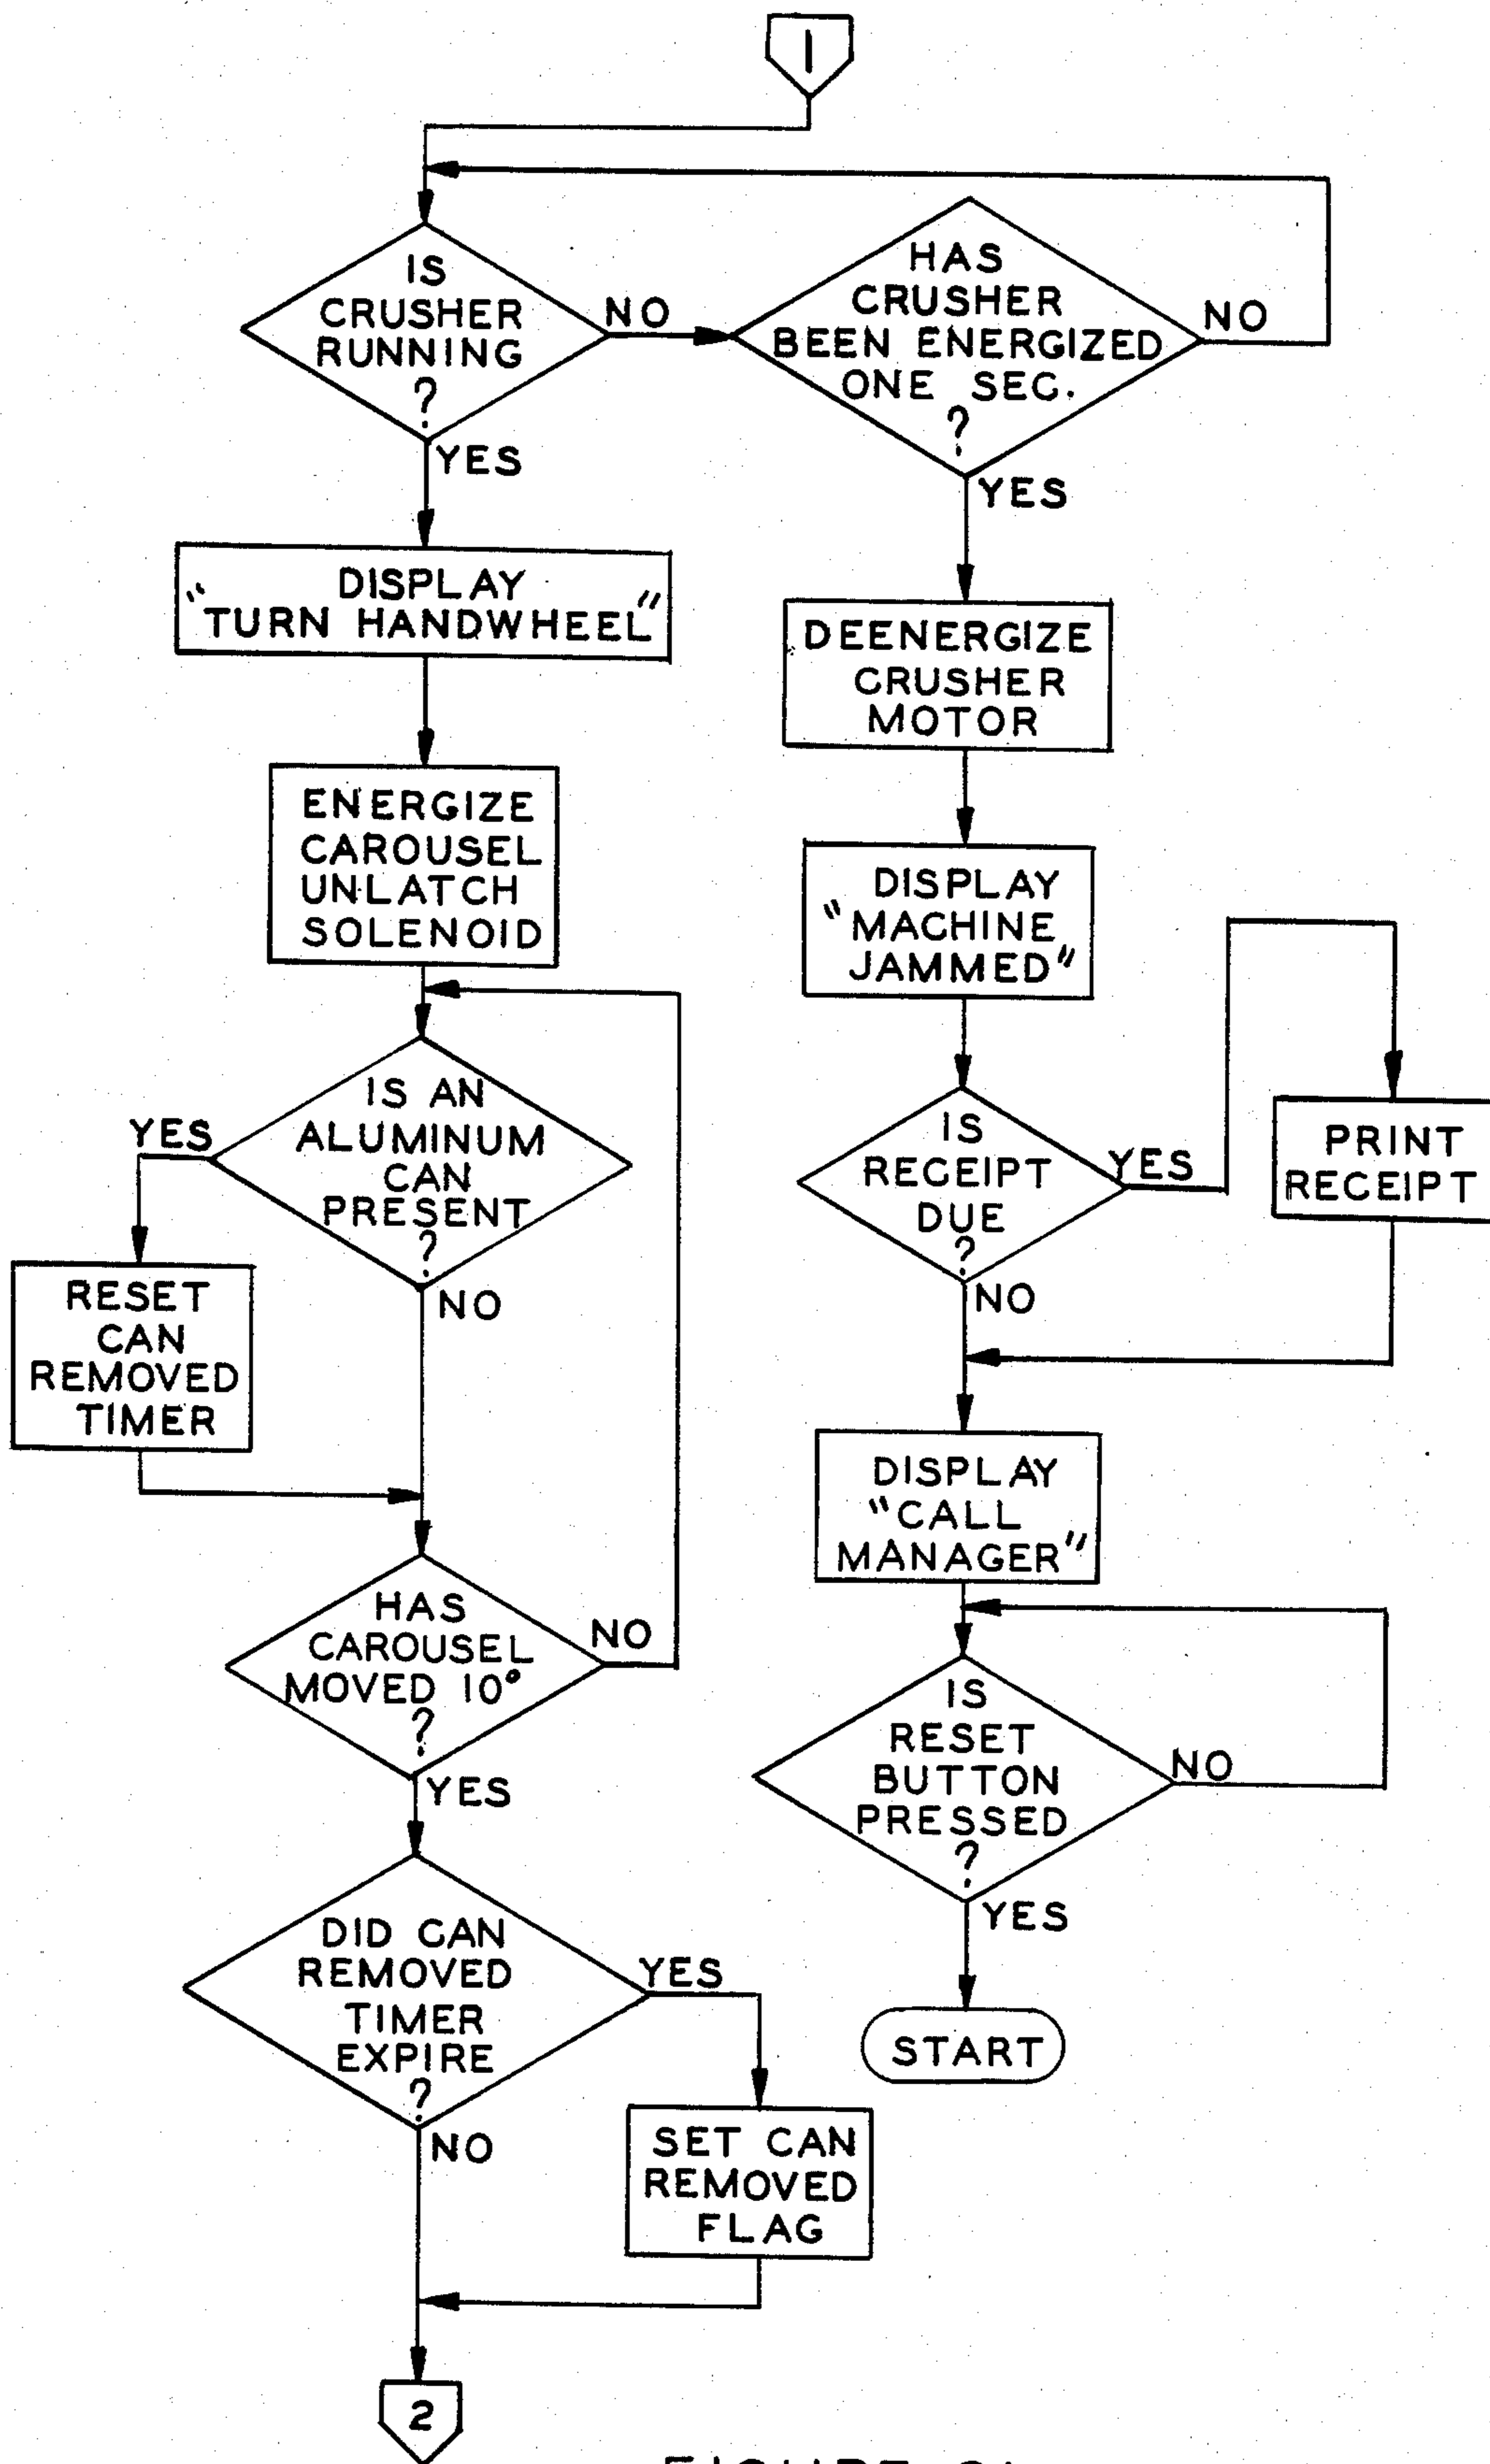 1
IS
CRUSHER
RUNNING
?
NO
YES
HAS
CRUSHER
BEEN ENERGIZED
ONE SEC.
?
NO
YES
DISPLAY
"TURN HANDWHEEL"
ENERGIZE
CAROUSEL
UNLATCH
SOLENOID
IS AN
ALUMINUM
CAN
PRESENT
?
YES
NO
RESET
CAN
REMOVED
TIMER
HAS
CAROUSEL
MOVED 10°
?
NO
YES
DID CAN
REMOVED
TIMER
EXPIRE
?
YES
NO
SET CAN
REMOVED
FLAG
2
DEENERGIZE
CRUSHER
MOTOR
DISPLAY
"MACHINE
JAMMED"
IS
RECEIPT
DUE
?
YES
NO
PRINT
RECEIPT
DISPLAY
"CALL
MANAGER"
IS
RESET
BUTTON
PRESSED
?
NO
YES
START